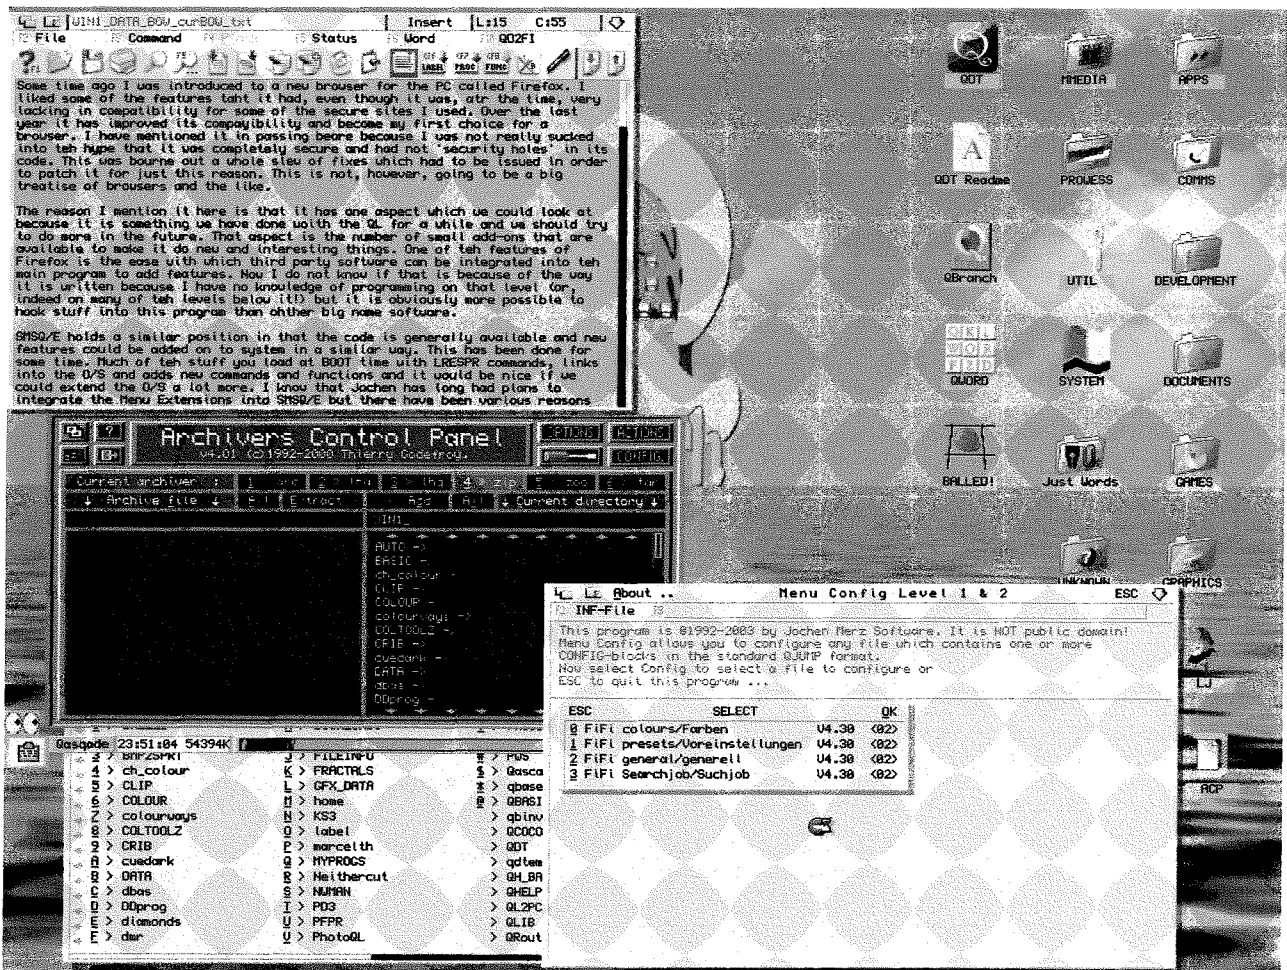 WIN1_DATA_BOW_curBOW_txt
Insert
L:15
C:55
File
Command
Status
Word
QD2FI
LABEL
PROC
FUNC
Some time ago I was introduced to a new browser for the PC called Firefox. I
liked some of the features taht it had, even though it was, atr the time, very
lacking in compatibility for some of the secure sites I used. Over the last
year it has improved its compayibility and become my first choice for a
browser. I have mentioned it in passing beore because I was not really sucked
into teh hype that it was completely secure and had not 'security holes' in its
code. This was bourne out a whole slew of fixes which had to be issued in order
to patch it for just this reason. This is not, however, going to be a big
treatise of browsers and the like.
The reason I mention it here is that it has one aspect which we could look at
because it is something we have done woith the QL for a while and we should try
to do more in the future. That aspect is the number of small add-ons that are
available to make it do new and interesting things. One of teh features of
Firefox is the ease with which third party software can be integrated into teh
main program to add features. Now I do not know if that is because of the way
it is written because I have no knowledge of programming on that level (or,
indeed on many of teh levels below it!) but it is obviously more possible to
hook stuff into this program than ohther big name software.
SMSQ/E holds a similar position in that the code is generally available and new
features could be added on to system in a similar way. This has been done for
some time. Much of teh stuff you load at BOOT time with LRESPR commands, links
into the O/S and adds new commands and functions and it would be nice if we
could extend the O/S a lot more. I know that Jochen has long had plans to
integrate the Menu Extensions into SMSQ/E but there have been various reasons
QDT
MMEDIA
APPS
QDT Readme
PROWESS
COMMS
QBranch
UTIL
DEVELOPMENT
QWORD
SYSTEM
DOCUMENTS
BALLED!
Just Words
GAMES
UNKNOWN
GRAPHICS
LJ
ACP
Archivers Control Panel
v4.01 (c)1992-2000 Thierry Godefroy.
OPTIONS
ACTIONS
CONFIG
Current archiver :
4 > zip
↓ Archive file ↓
All
Extract
Add
All
↓ Current directory ↓
WIN1_
AUTO ->
BASIC ->
ch_colour ->
CLIP ->
COLOUR ->
colourways ->
COLTOOLZ ->
CRIB ->
cuedark ->
DATA ->
dbas ->
DDprog ->
About ..
Menu Config Level 1 & 2
ESC
INF-File
This program is ©1992-2003 by Jochen Merz Software. It is NOT public domain!
Menu Config allows you to configure any file which contains one or more
CONFIG-blocks in the standard QJUMP format.
Now select Config to select a file to configure or
ESC to quit this program ...
ESC SELECT OK
0 FiFi colours/Farben V4.30 <02>
1 FiFi presets/Voreinstellungen V4.30 <02>
2 FiFi general/generell V4.30 <02>
3 FiFi Searchjob/Suchjob V4.30 <02>
Qascade 23:51:04 54394K
3 > BMP2SPRT J > FILEINFO # > PWS
4 > ch_colour K > FRACTALS $ > Qasca
5 > CLIP L > GFX_DATA > qbase
6 > COLOUR M > home > QBASI
7 > colourways N > KS3 > qbinv
8 > COLTOOLZ O > label > QCOCO
9 > CRIB P > marcelth > QDT
A > cuedark Q > MYPROGS > qdtem
B > DATA R > Neithercut > QH_BA
C > dbas S > NUMAN > QHELP
D > DDprog T > PD3 > QL2PC
E > diamonds U > PFPR > QLIB
F > dmr V > PhotoQL > QRout